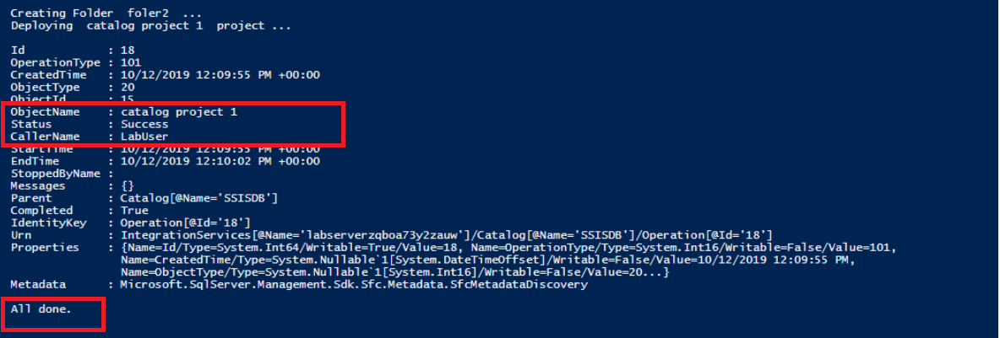 Creating Folder  foler2  ...
Deploying  catalog project 1  project ...
Id            : 18
OperationType : 101
CreatedTime   : 10/12/2019 12:09:55 PM +00:00
ObjectType    : 20
ObjectId      : 15
ObjectName    : catalog project 1
Status        : Success
CallerName    : LabUser
StartTime     : 10/12/2019 12:09:55 PM +00:00
EndTime       : 10/12/2019 12:10:02 PM +00:00
StoppedByName :
Messages      : {}
Parent        : Catalog[@Name='SSISDB']
Completed     : True
IdentityKey   : Operation[@Id='18']
Urn           : IntegrationServices[@Name='labserverzqboa73y2zauw']/Catalog[@Name='SSISDB']/Operation[@Id='18']
Properties    : {Name=Id/Type=System.Int64/Writable=True/Value=18, Name=OperationType/Type=System.Int16/Writable=False/Value=101,
                Name=CreatedTime/Type=System.Nullable`1[System.DateTimeOffset]/Writable=False/Value=10/12/2019 12:09:55 PM,
                Name=ObjectType/Type=System.Nullable`1[System.Int16]/Writable=False/Value=20...}
Metadata      : Microsoft.SqlServer.Management.Sdk.Sfc.Metadata.SfcMetadataDiscovery
All done.